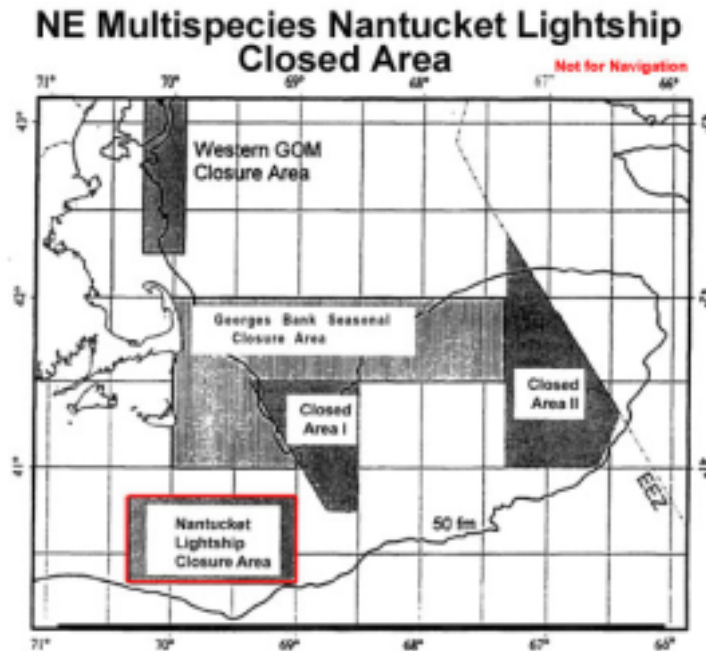 NE Multispecies Nantucket Lightship
Closed Area
Not for Navigation
71° 70° 69° 68° 67° 66°
43°
Western GOM
Closure Area
42°
Georges Bank Seasonal
Closure Area
Closed
Area I
Closed
Area II
41°
EEZ
50 fm
Nantucket
Lightship
Closure Area
71° 70° 69° 68° 67°